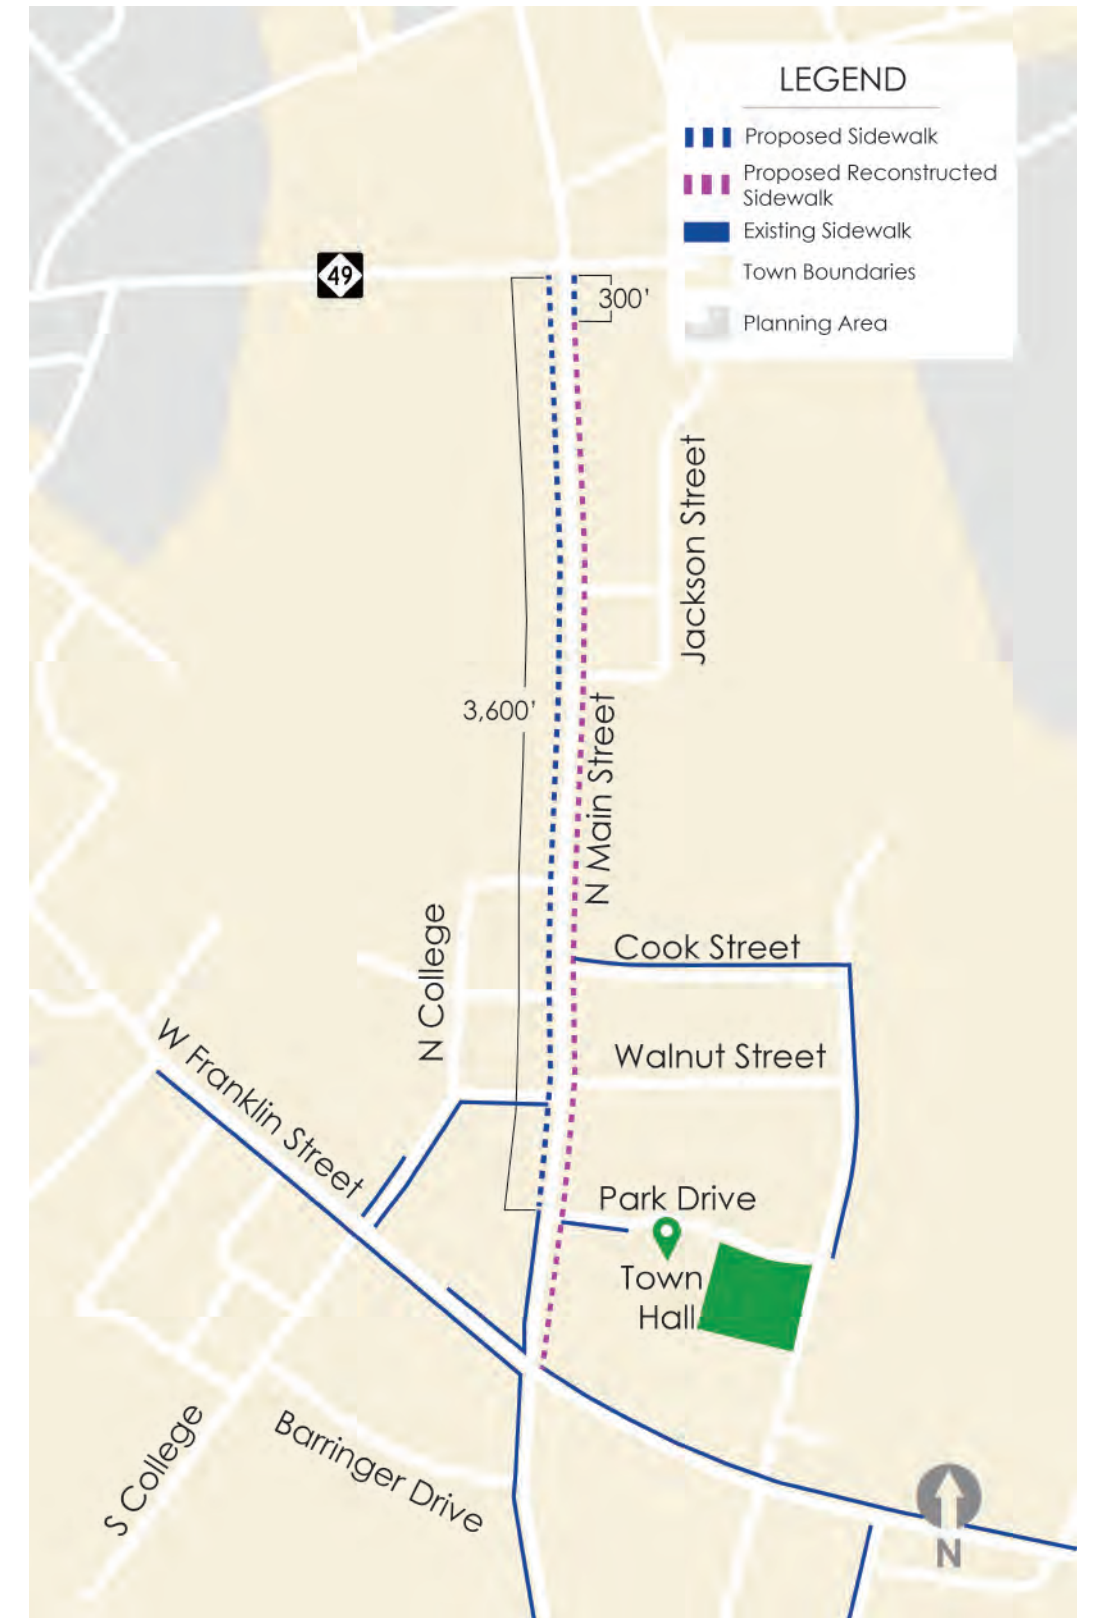 LEGEND
Proposed Sidewalk
Proposed Reconstructed
Sidewalk
Existing Sidewalk
Town Boundaries
Planning Area
49
300'
Jackson Street
3,600'
N Main Street
N College
Cook Street
Walnut Street
W Franklin Street
Park Drive
Town
Hall
S College
Barringer Drive
N